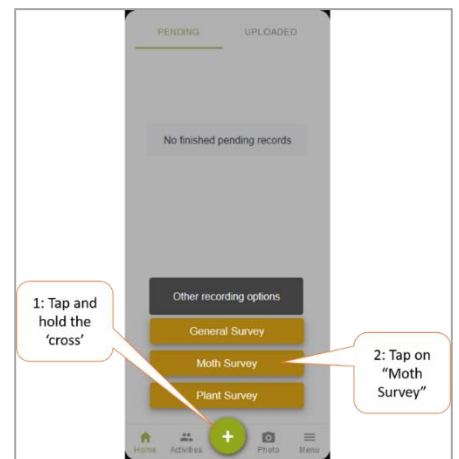 PENDING UPLOADED
No finished pending records
Other recording options
General Survey
Moth Survey
Plant Survey
1: Tap and
hold the
‘cross’
2: Tap on
“Moth
Survey”
Home Activities + Photo Menu